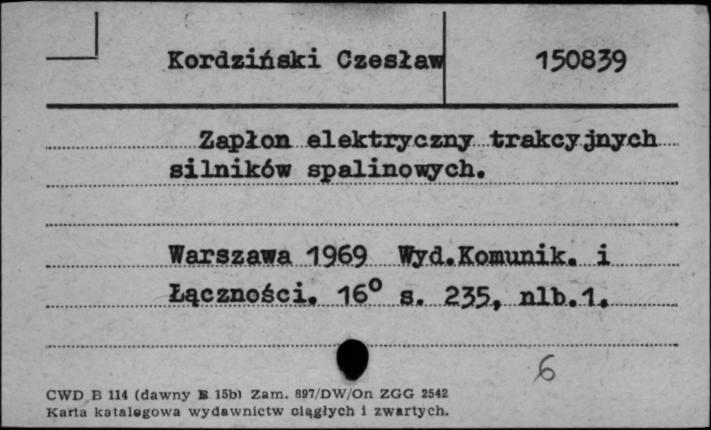 Kordziński Czesław 150839
Zapłon elektryczny trakcyjnych
silników spalinowych.
Warszawa 1969 Wyd.Komunik. i
Łączności. 16⁰ s. 235, nlb.1.
6
CWD B 114 (dawny B 15b) Zam. 897/DW/On ZGG 2542
Karta katalogowa wydawnictw ciągłych i zwartych.